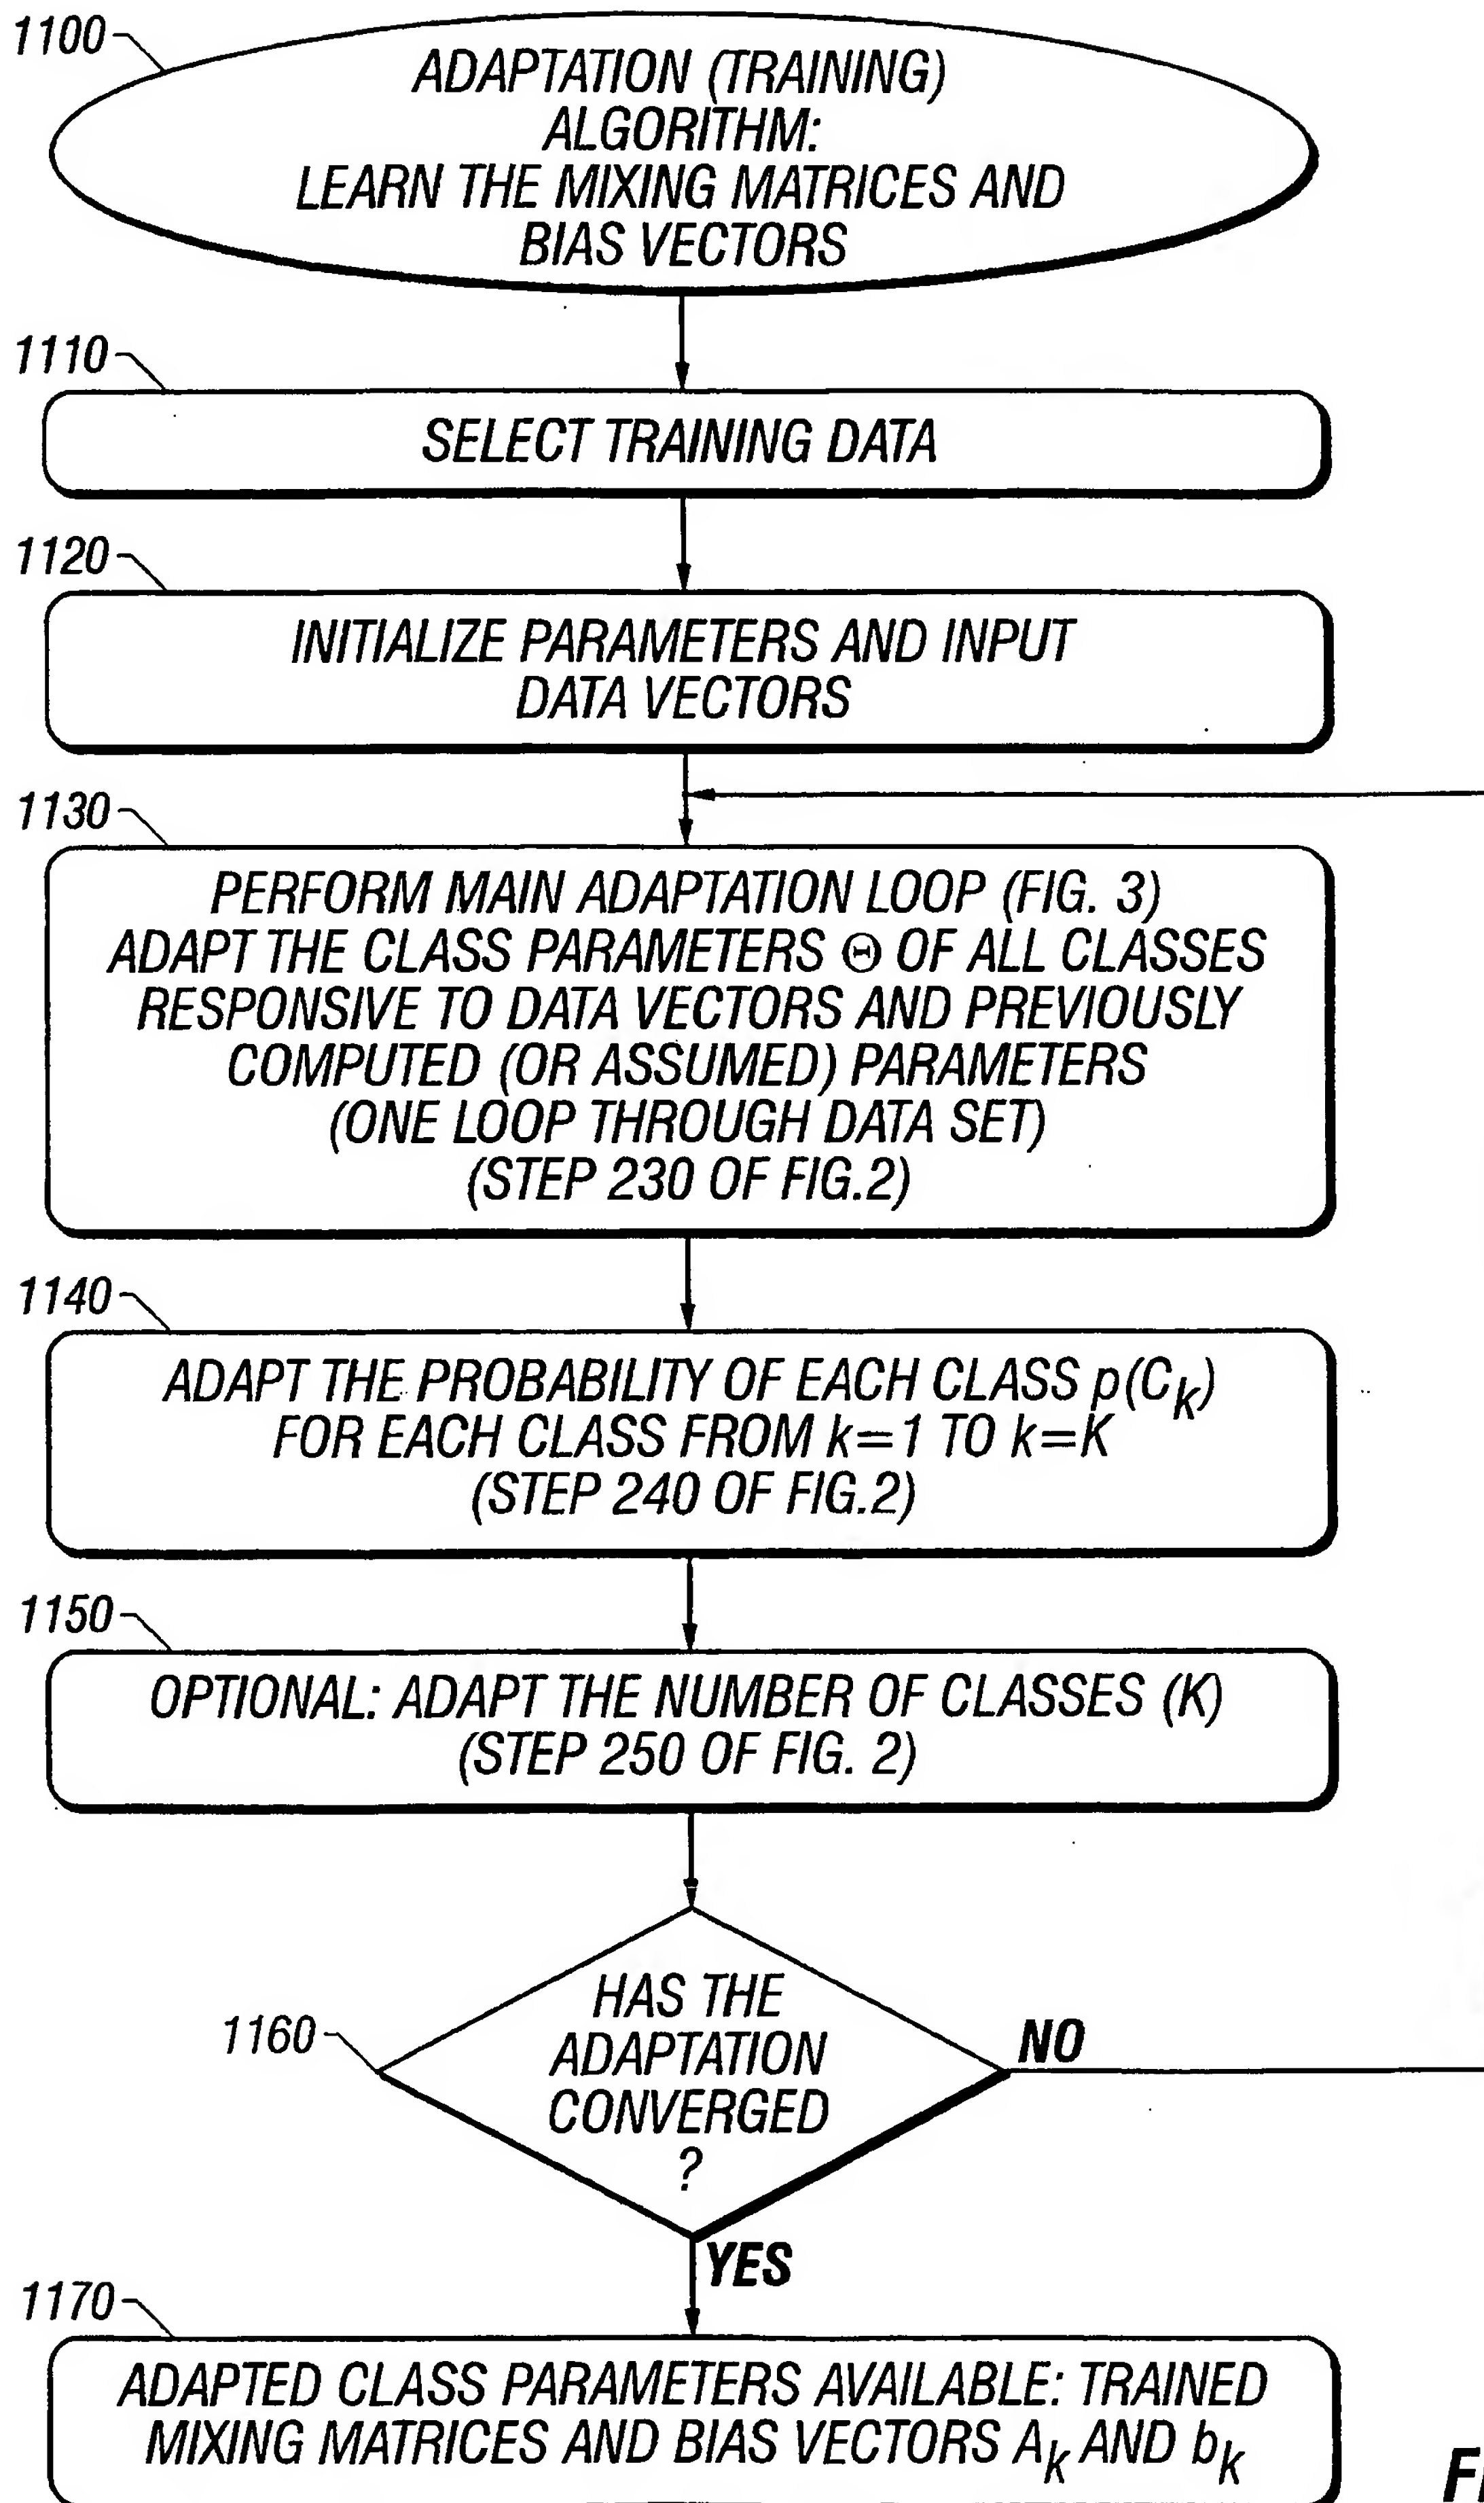 1100
ADAPTATION (TRAINING)
ALGORITHM:
LEARN THE MIXING MATRICES AND
BIAS VECTORS
1110
SELECT TRAINING DATA
1120
INITIALIZE PARAMETERS AND INPUT
DATA VECTORS
1130
PERFORM MAIN ADAPTATION LOOP (FIG. 3)
ADAPT THE CLASS PARAMETERS Θ OF ALL CLASSES
RESPONSIVE TO DATA VECTORS AND PREVIOUSLY
COMPUTED (OR ASSUMED) PARAMETERS
(ONE LOOP THROUGH DATA SET)
(STEP 230 OF FIG.2)
1140
ADAPT THE PROBABILITY OF EACH CLASS p(Ck)
FOR EACH CLASS FROM k=1 TO k=K
(STEP 240 OF FIG.2)
1150
OPTIONAL: ADAPT THE NUMBER OF CLASSES (K)
(STEP 250 OF FIG. 2)
HAS THE
1160
ADAPTATION
NO
CONVERGED
?
YES
1170
ADAPTED CLASS PARAMETERS AVAILABLE: TRAINED
MIXING MATRICES AND BIAS VECTORS Ak AND bk